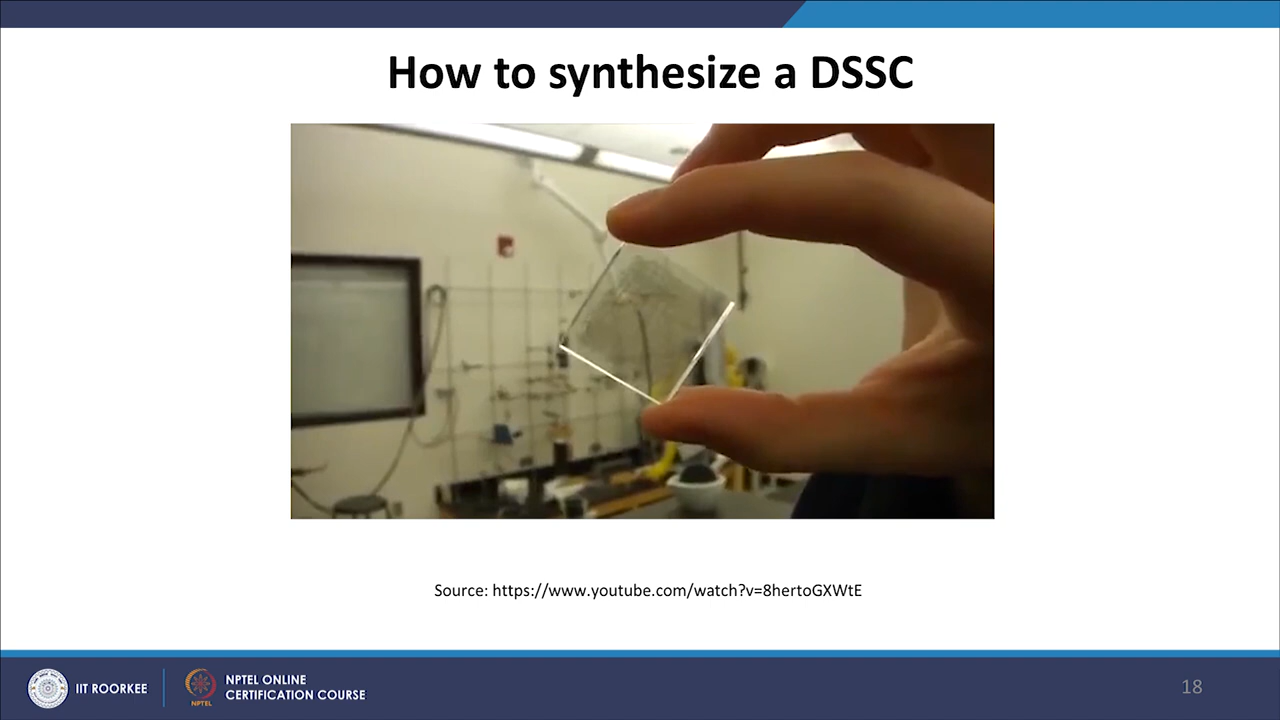 How to synthesize a DSSC
Source: https://www.youtube.com/watch?v=8hertoGXWtE
IIT ROORKEE
NPTEL
NPTEL ONLINE
CERTIFICATION COURSE
18